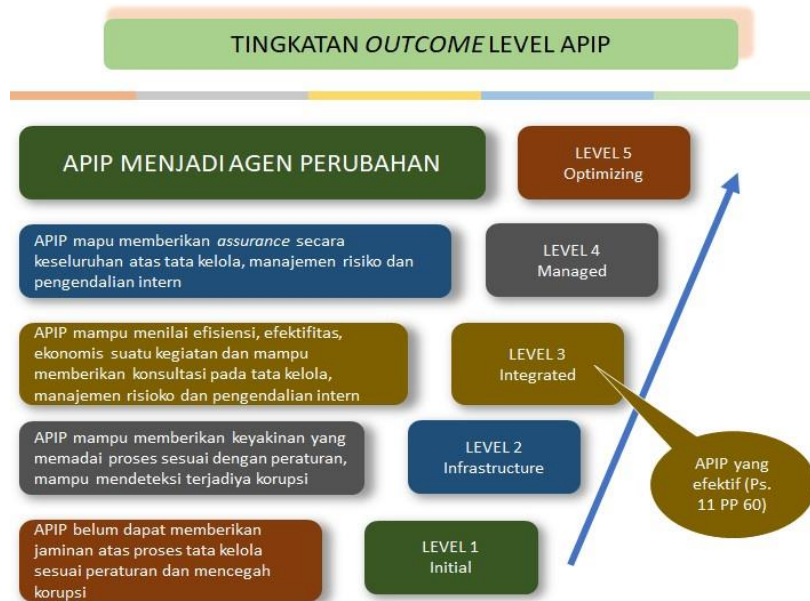 TINGKATAN OUTCOME LEVEL APIP
APIP MENJADI AGEN PERUBAHAN
LEVEL 5
Optimizing
APIP mapu memberikan assurance secara
keseluruhan atas tata kelola, manajemen risiko dan
pengendalian intern
LEVEL 4
Managed
APIP mampu menilai efisiensi, efektifitas,
ekonomis suatu kegiatan dan mampu
memberikan konsultasi pada tata kelola,
manajemen risioko dan pengendalian intern
LEVEL 3
Integrated
APIP mampu memberikan keyakinan yang
memadai proses sesuai dengan peraturan,
mampu mendeteksi terjadiya korupsi
LEVEL 2
Infrastructure
APIP yang
efektif (Ps.
11 PP 60)
APIP belum dapat memberikan
jaminan atas proses tata kelola
sesuai peraturan dan mencegah
korupsi
LEVEL 1
Initial